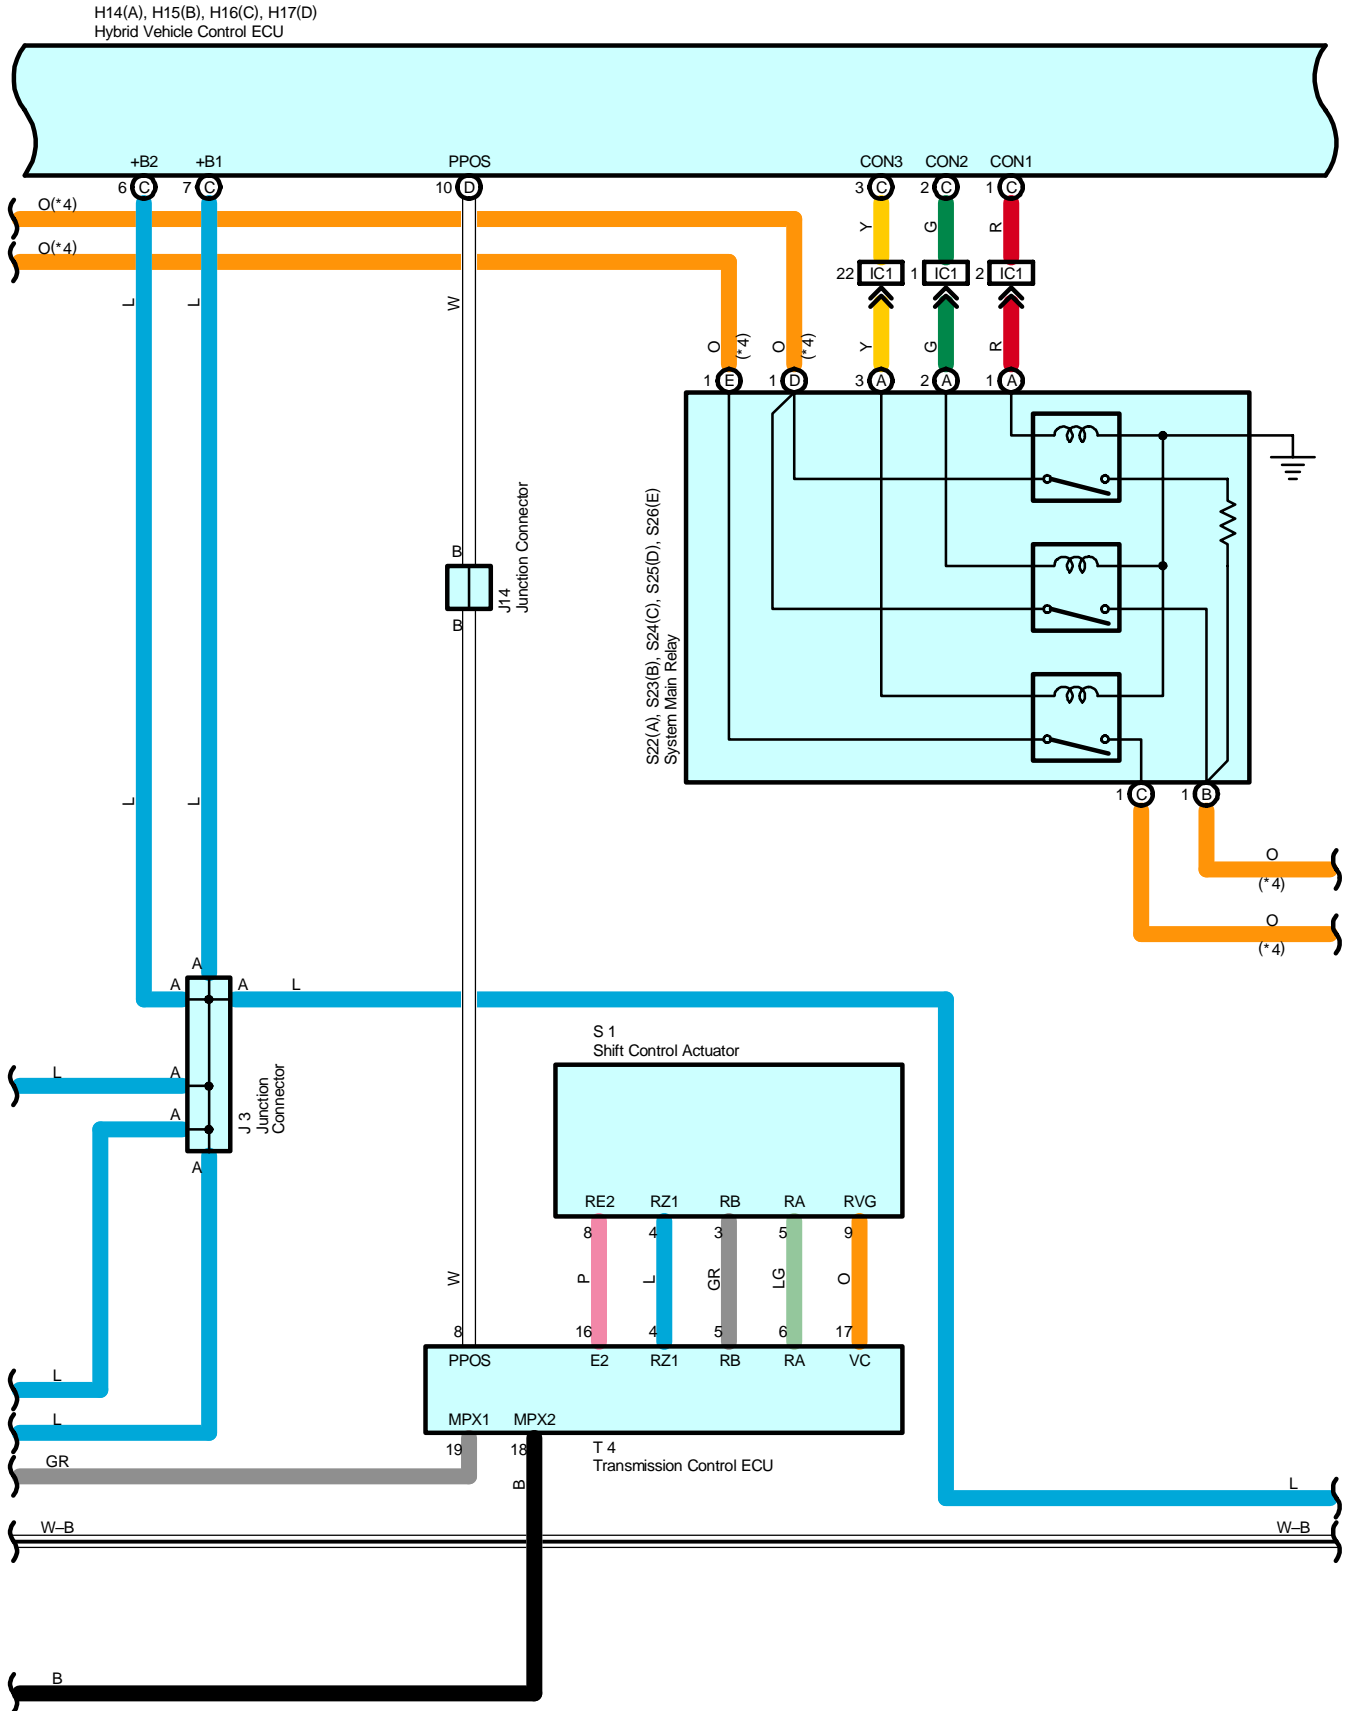 H14(A), H15(B), H16(C), H17(D)
Hybrid Vehicle Control ECU
+B2
+B1
PPOS
CON3
CON2
CON1
6 C
7 C
10 D
3 C
2 C
1 C
O(*4)
O(*4)
Y
G
R
22 IC1
1 IC1
2 IC1
L
L
W
O
(*4)
O
(*4)
Y
G
R
1 E
1 D
3 A
2 A
1 A
S22(A), S23(B), S24(C), S25(D), S26(E)
System Main Relay
B
J14
Junction Connector
B
L
L
1 C
1 B
O
(*4)
O
(*4)
A
A
A
L
L
A
A
J 3
Junction
Connector
A
S 1
Shift Control Actuator
RE2
RZ1
RB
RA
RVG
8
4
3
5
9
W
P
L
GR
LG
O
8
16
4
5
6
17
PPOS
E2
RZ1
RB
RA
VC
MPX1
MPX2
19
18
T 4
Transmission Control ECU
L
L
GR
B
L
W–B
W–B
B